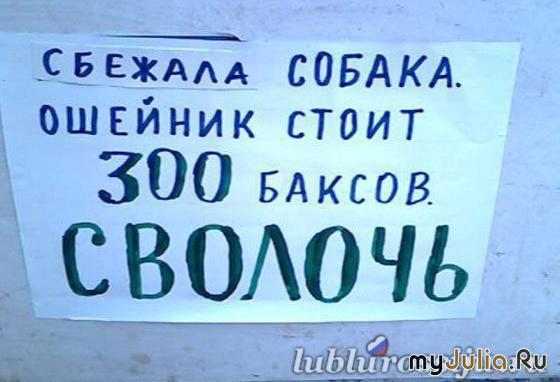 СБЕЖАЛА СОБАКА.
ОШЕЙНИК СТОИТ
300 БАКСОВ.
СВОЛОЧЬ
myJulia.Ru